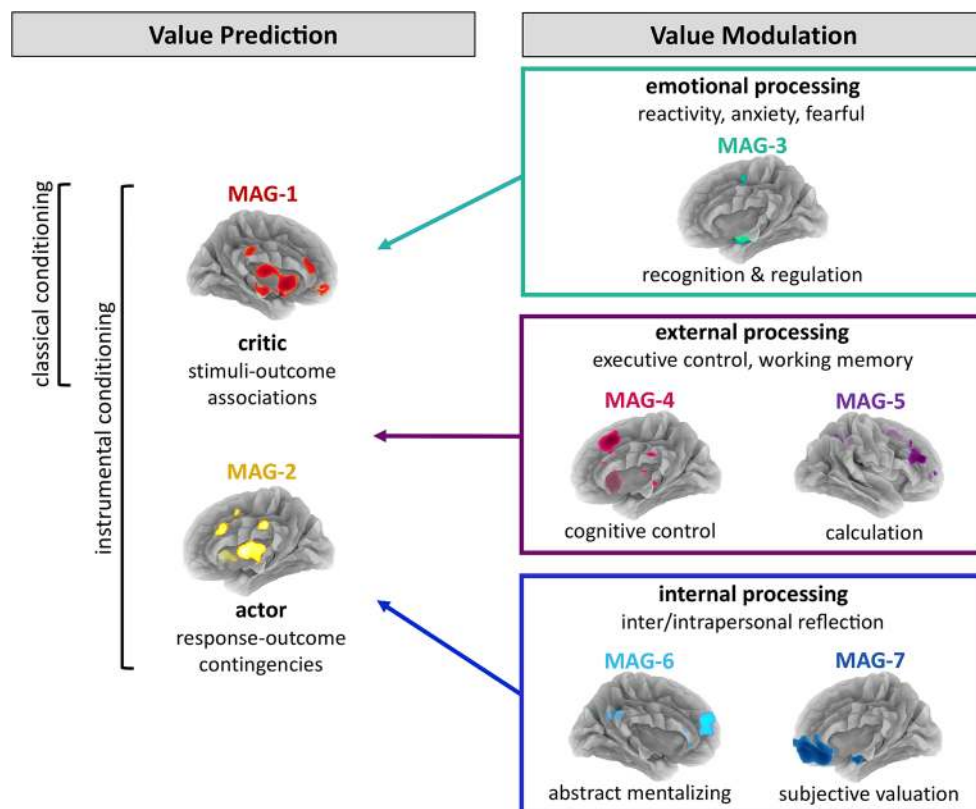 Value Prediction
Value Modulation
classical conditioning
instrumental conditioning
MAG-1
critic
stimuli-outcome
associations
MAG-2
actor
response-outcome
contingencies
emotional processing
reactivity, anxiety, fearful
MAG-3
recognition & regulation
external processing
executive control, working memory
MAG-4
MAG-5
cognitive control
calculation
internal processing
inter/intrapersonal reflection
MAG-6
MAG-7
abstract mentalizing
subjective valuation